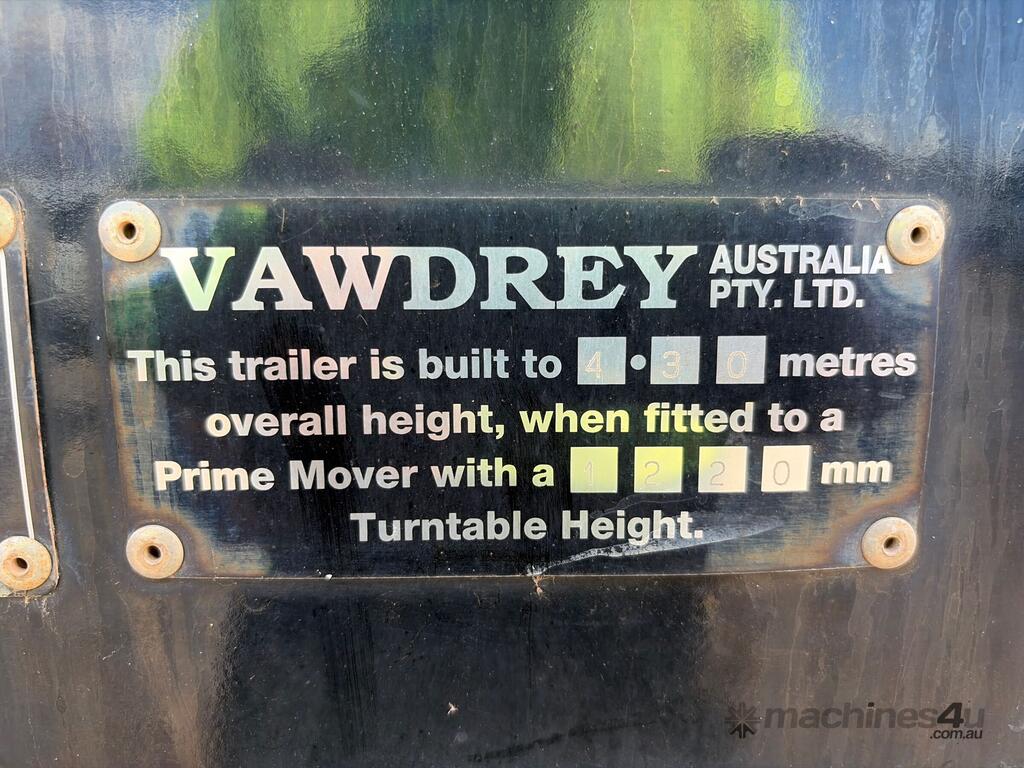 VAWDREY AUSTRALIA PTY. LTD.
This trailer is built to 4•30 metres
overall height, when fitted to a
Prime Mover with a 1220 mm
Turntable Height.
machines4u
.com.au